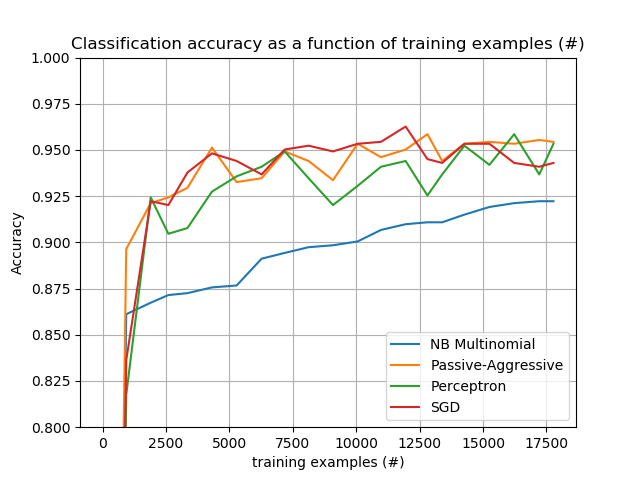 Classification accuracy as a function of training examples (#)
1.000
0.975
0.950
0.925
0.900
0.875
0.850
0.825
0.800
Accuracy
NB Multinomial
Passive-Aggressive
Perceptron
SGD
0 2500 5000 7500 10000 12500 15000 17500
training examples (#)